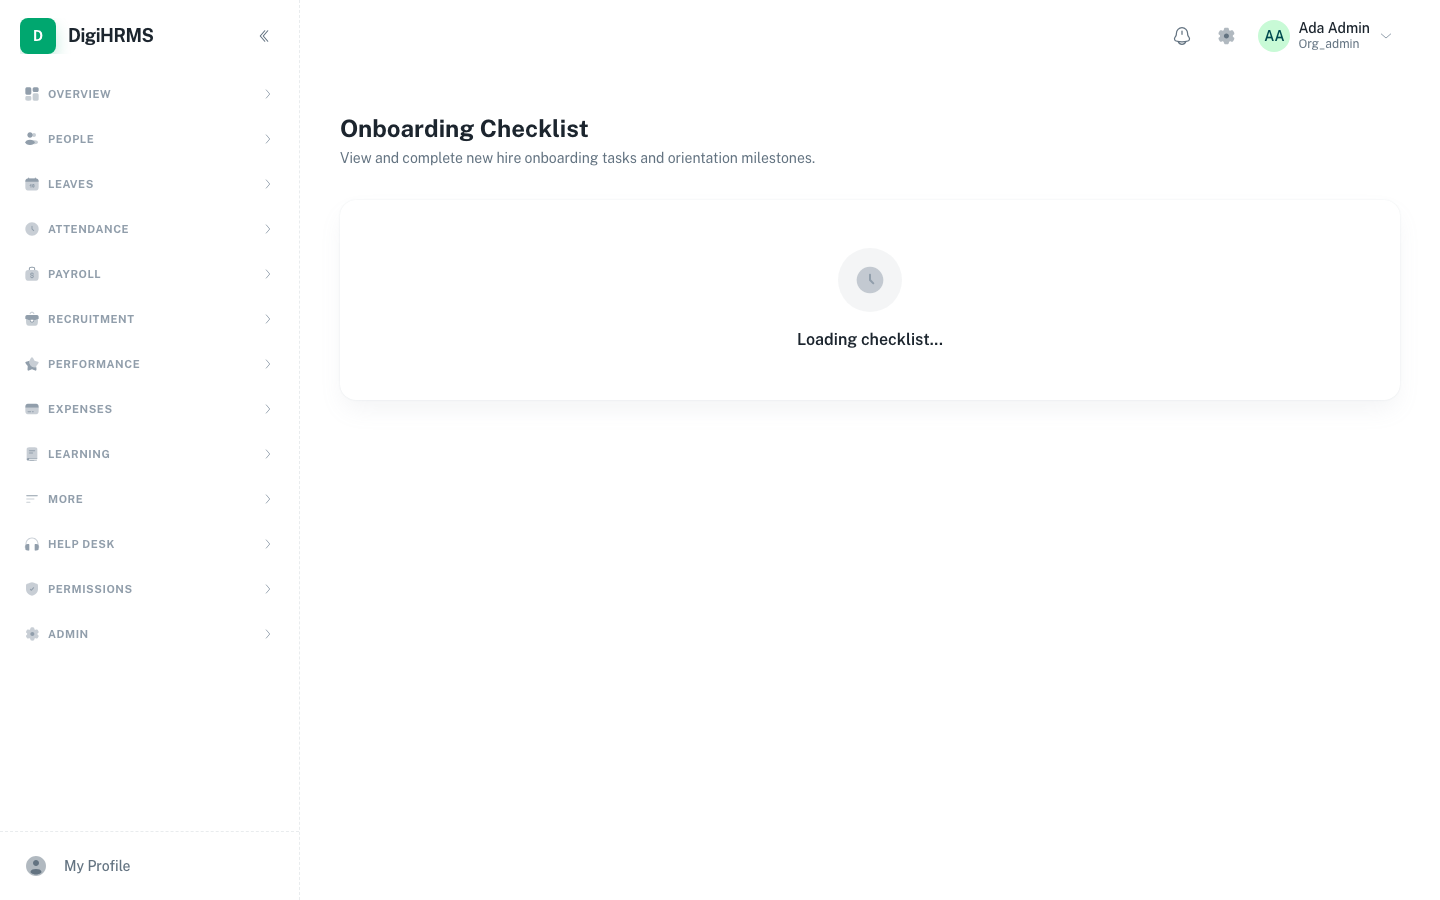 D
DigiHRMS
OVERVIEW
PEOPLE
LEAVES
ATTENDANCE
PAYROLL
RECRUITMENT
PERFORMANCE
EXPENSES
LEARNING
MORE
HELP DESK
PERMISSIONS
ADMIN
My Profile
AA
Ada Admin
Org_admin
Onboarding Checklist
View and complete new hire onboarding tasks and orientation milestones.
Loading checklist...